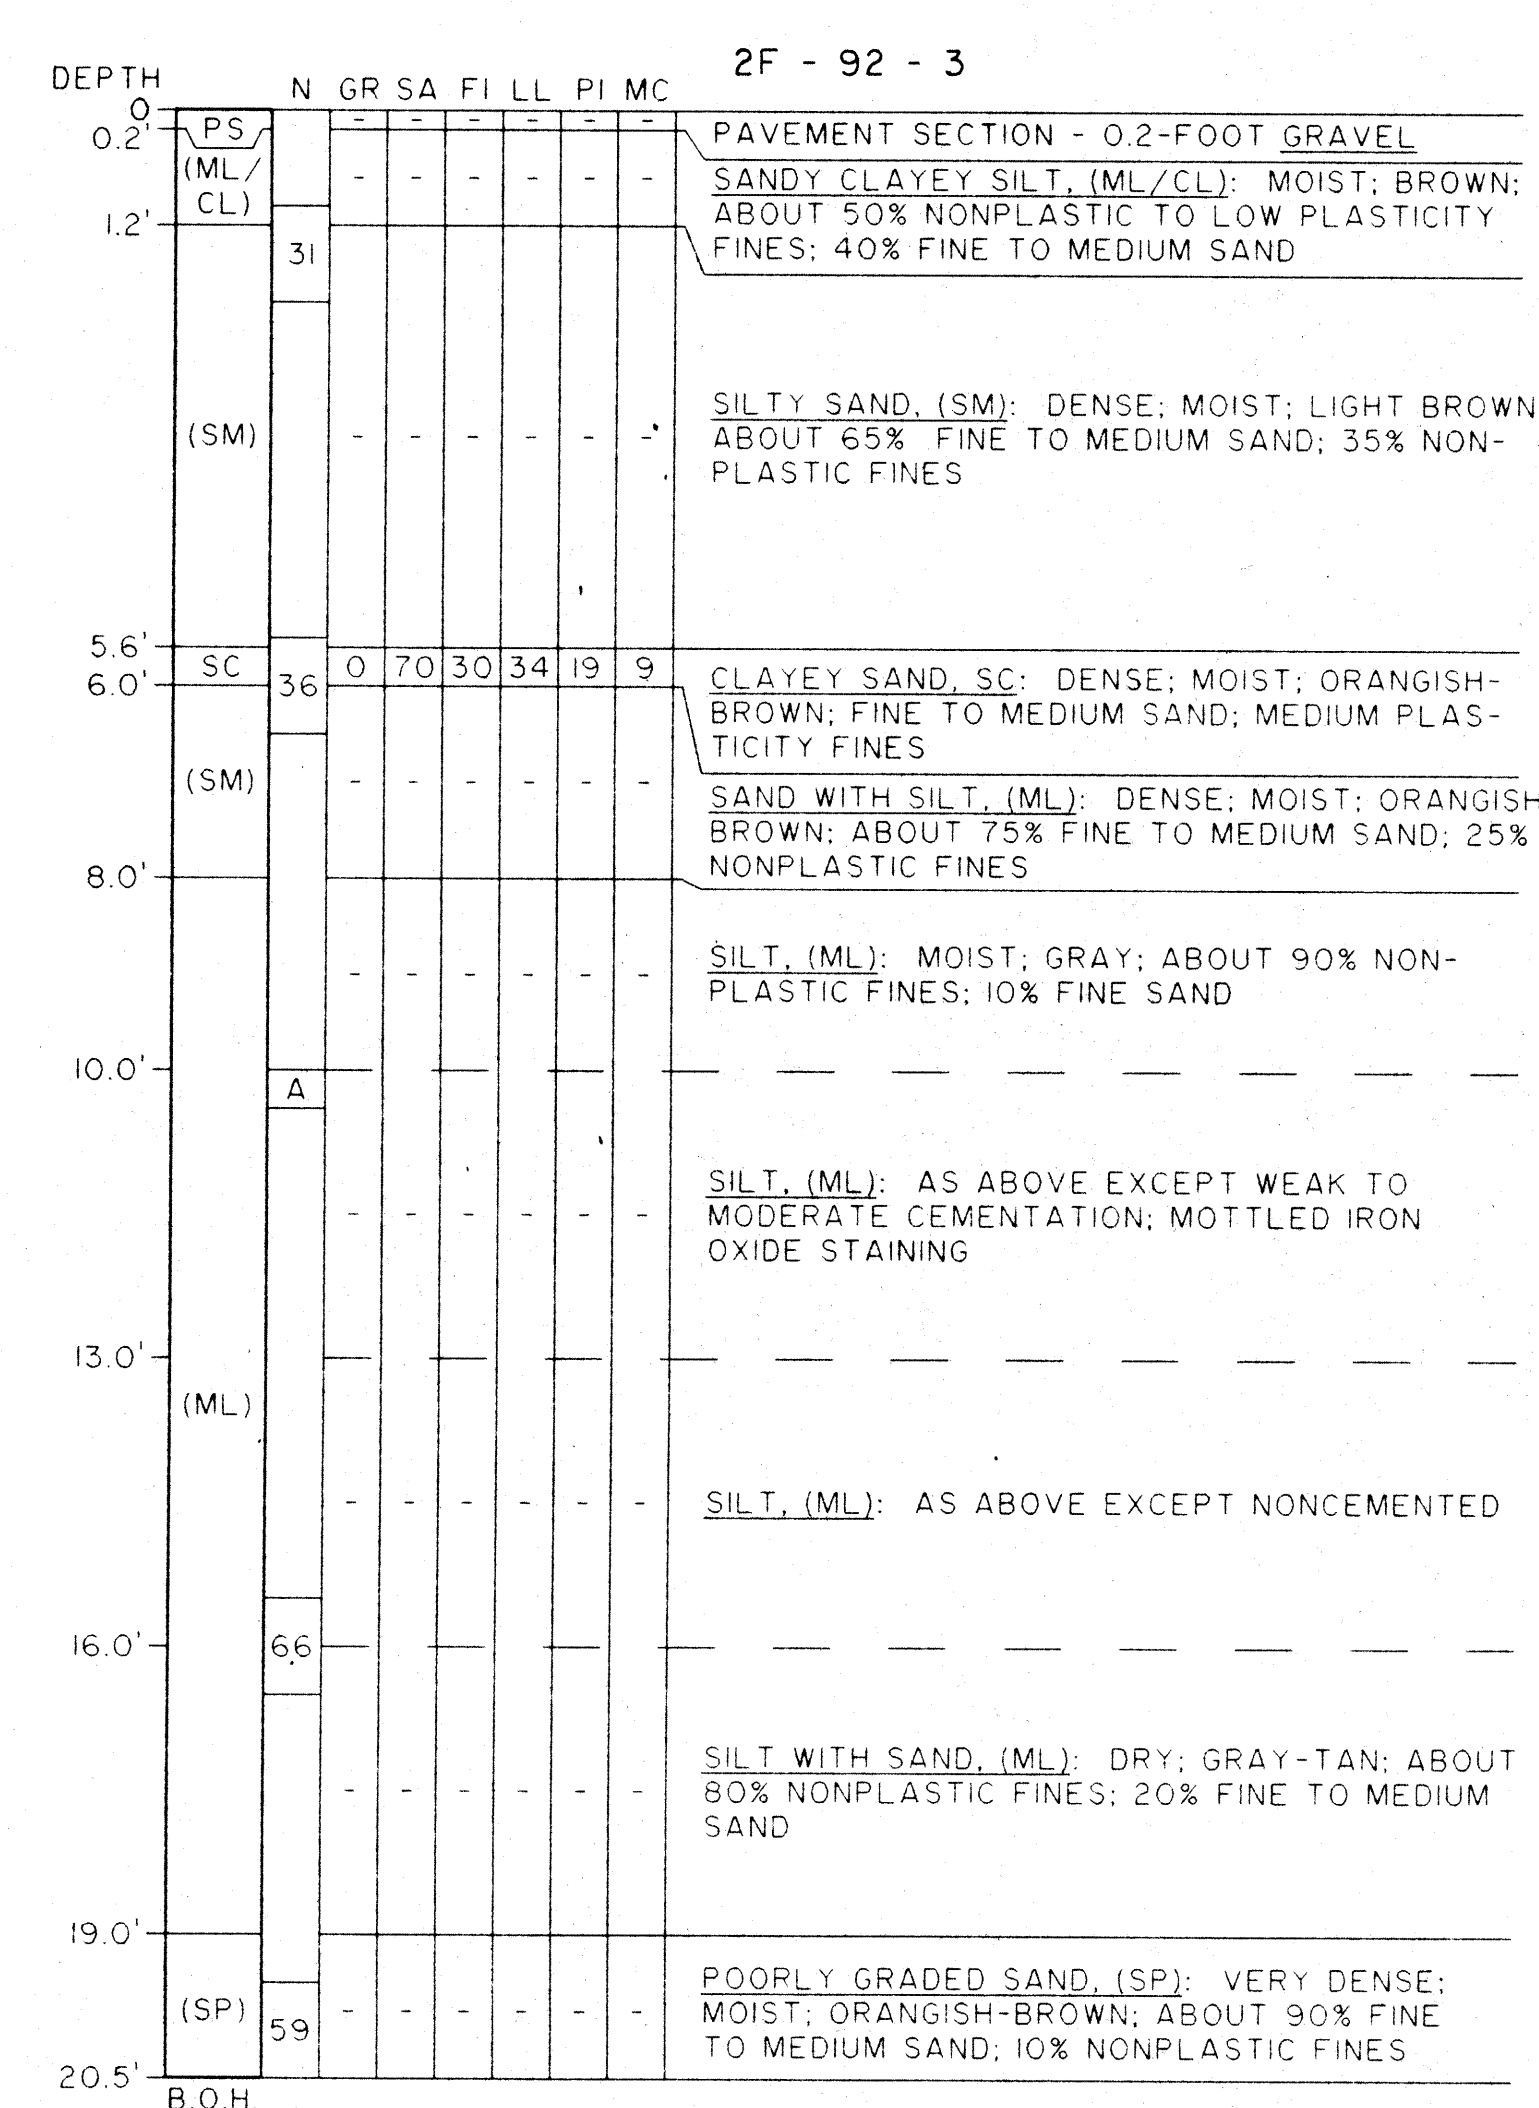 2F - 92 - 3
DEPTH N GR SA FI LL PI MC
0
0.2' PS - - - - - - PAVEMENT SECTION - 0.2-FOOT GRAVEL
(ML/ - - - - - - SANDY CLAYEY SILT, (ML/CL): MOIST; BROWN;
CL) ABOUT 50% NONPLASTIC TO LOW PLASTICITY
1.2' 31 FINES; 40% FINE TO MEDIUM SAND
SILTY SAND, (SM): DENSE; MOIST; LIGHT BROWN
(SM) - - - - - - ABOUT 65% FINE TO MEDIUM SAND; 35% NON-
PLASTIC FINES
5.6'
SC 36 0 70 30 34 19 9 CLAYEY SAND, SC: DENSE; MOIST; ORANGISH-
6.0' BROWN; FINE TO MEDIUM SAND; MEDIUM PLAS-
TICITY FINES
(SM) - - - - - - SAND WITH SILT, (ML): DENSE; MOIST; ORANGISH
BROWN; ABOUT 75% FINE TO MEDIUM SAND; 25%
8.0' NONPLASTIC FINES
- - - - - - SILT, (ML): MOIST; GRAY; ABOUT 90% NON-
PLASTIC FINES; 10% FINE SAND
10.0'
A
SILT, (ML): AS ABOVE EXCEPT WEAK TO
- - - - - - MODERATE CEMENTATION; MOTTLED IRON
OXIDE STAINING
13.0'
(ML)
- - - - - - SILT, (ML): AS ABOVE EXCEPT NONCEMENTED
16.0' 66
SILT WITH SAND, (ML): DRY; GRAY-TAN; ABOUT
- - - - - - 80% NONPLASTIC FINES; 20% FINE TO MEDIUM
SAND
19.0'
POORLY GRADED SAND, (SP): VERY DENSE;
(SP) 59 - - - - - - MOIST; ORANGISH-BROWN; ABOUT 90% FINE
TO MEDIUM SAND; 10% NONPLASTIC FINES
20.5'
B.O.H.